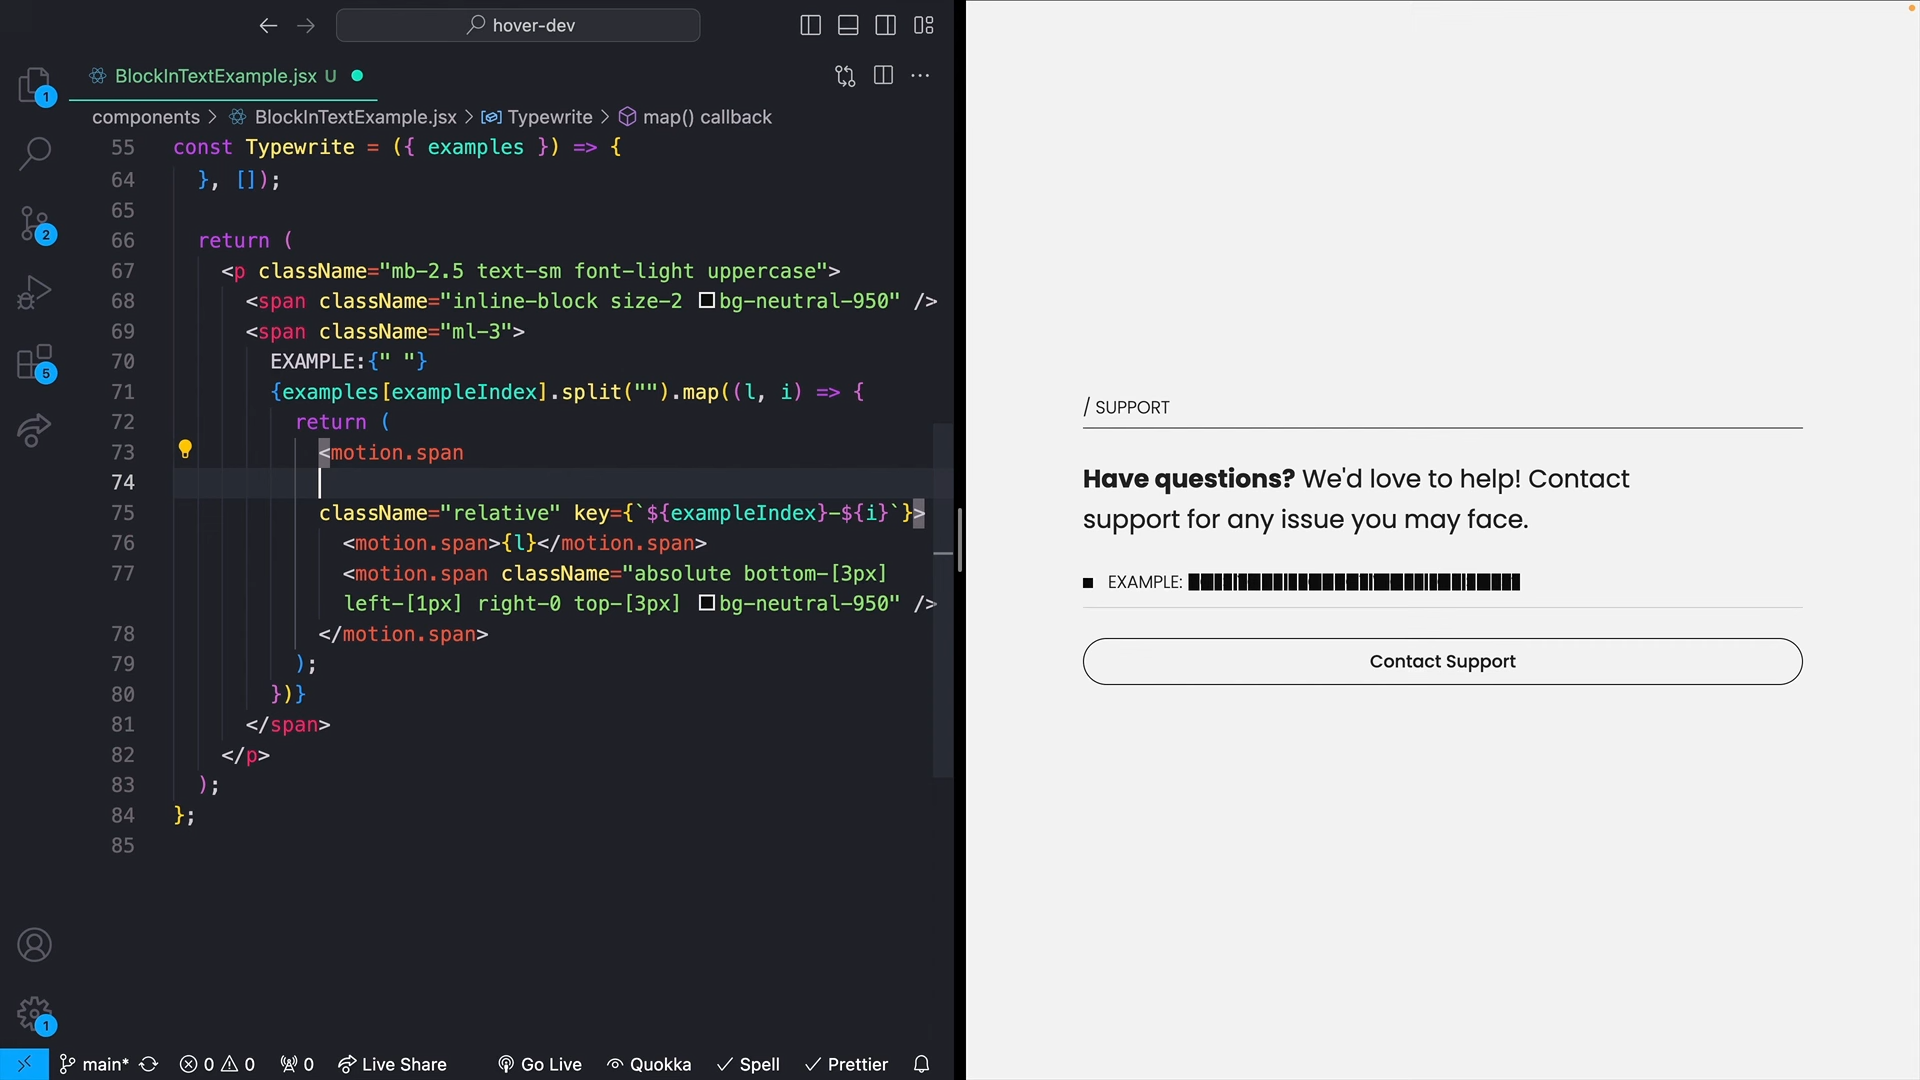 hover-dev
BlockInTextExample.jsx U
components > BlockInTextExample.jsx > Typewrite > map() callback
55 const Typewrite = ({ examples }) => {
64 }, []);
65
66 return (
67 <p className="mb-2.5 text-sm font-light uppercase">
68 <span className="inline-block size-2 bg-neutral-950" />
69 <span className="ml-3">
70 EXAMPLE:{" "}
71 {examples[exampleIndex].split("").map((l, i) => {
72 return (
73 <motion.span
74
75 className="relative" key={`${exampleIndex}-${i}`}>
76 <motion.span>{l}</motion.span>
77 <motion.span className="absolute bottom-[3px]
left-[1px] right-0 top-[3px] bg-neutral-950" />
78 </motion.span>
79 );
80 })}
81 </span>
82 </p>
83 );
84 };
85
1
2
5
1
main* 0 0 0 Live Share Go Live Quokka Spell Prettier
/ SUPPORT
Have questions? We'd love to help! Contact
support for any issue you may face.
EXAMPLE:
Contact Support